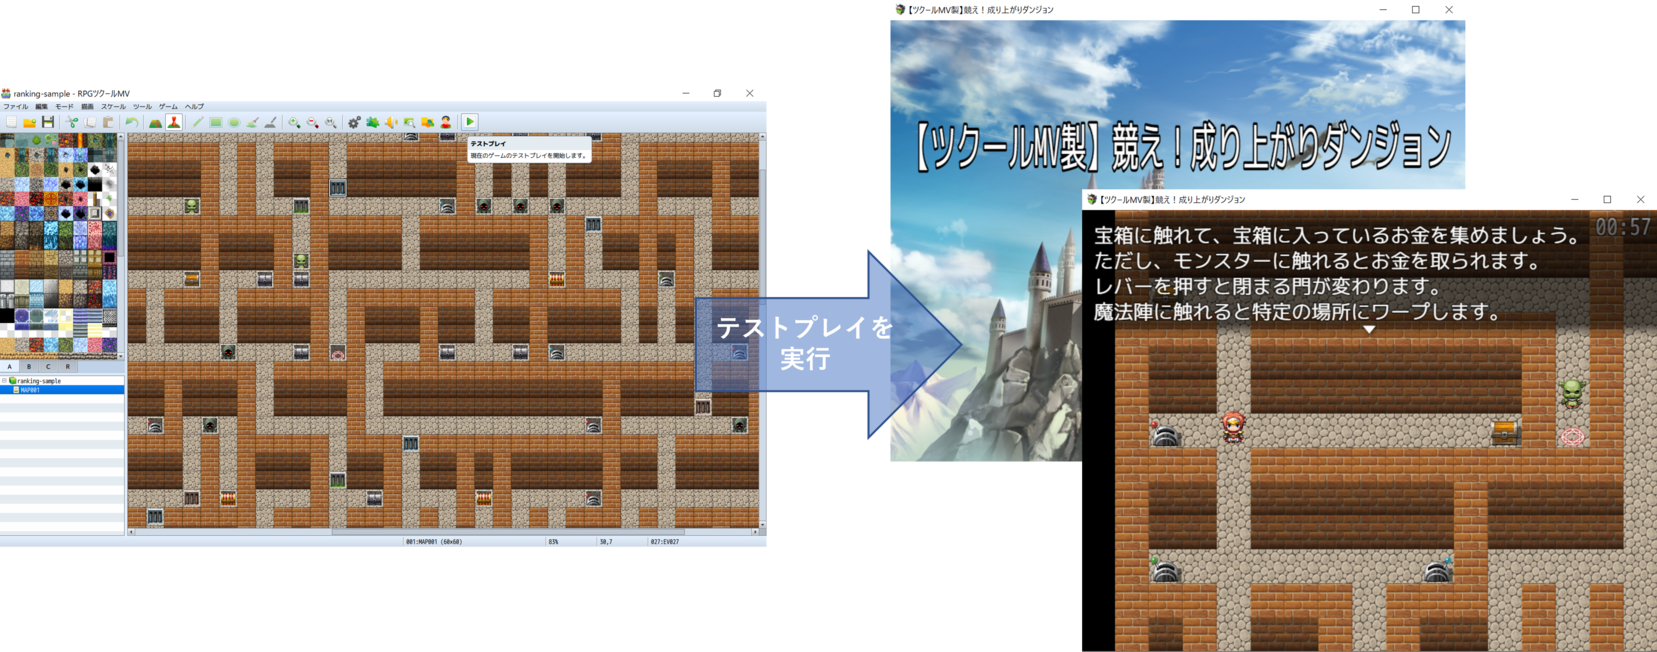 ranking-sample - RPGツクールMV
ファイル 編集 モード 描画 スケール ツール ゲーム ヘルプ
テストプレイ
現在のゲームのテストプレイを開始します。
A B C R
ranking-sample
MAP001
001:MAP001 (60x60) 83% 30,7 027:EV027
テストプレイを
実行
【ツクールMV製】競え！成り上がりダンジョン
【ツクールMV製】競え！成り上がりダンジョン
【ツクールMV製】競え！成り上がりダンジョン
00:57
宝箱に触れて、宝箱に入っているお金を集めましょう。
ただし、モンスターに触れるとお金を取られます。
レバーを押すと閉まる門が変わります。
魔法陣に触れると特定の場所にワープします。